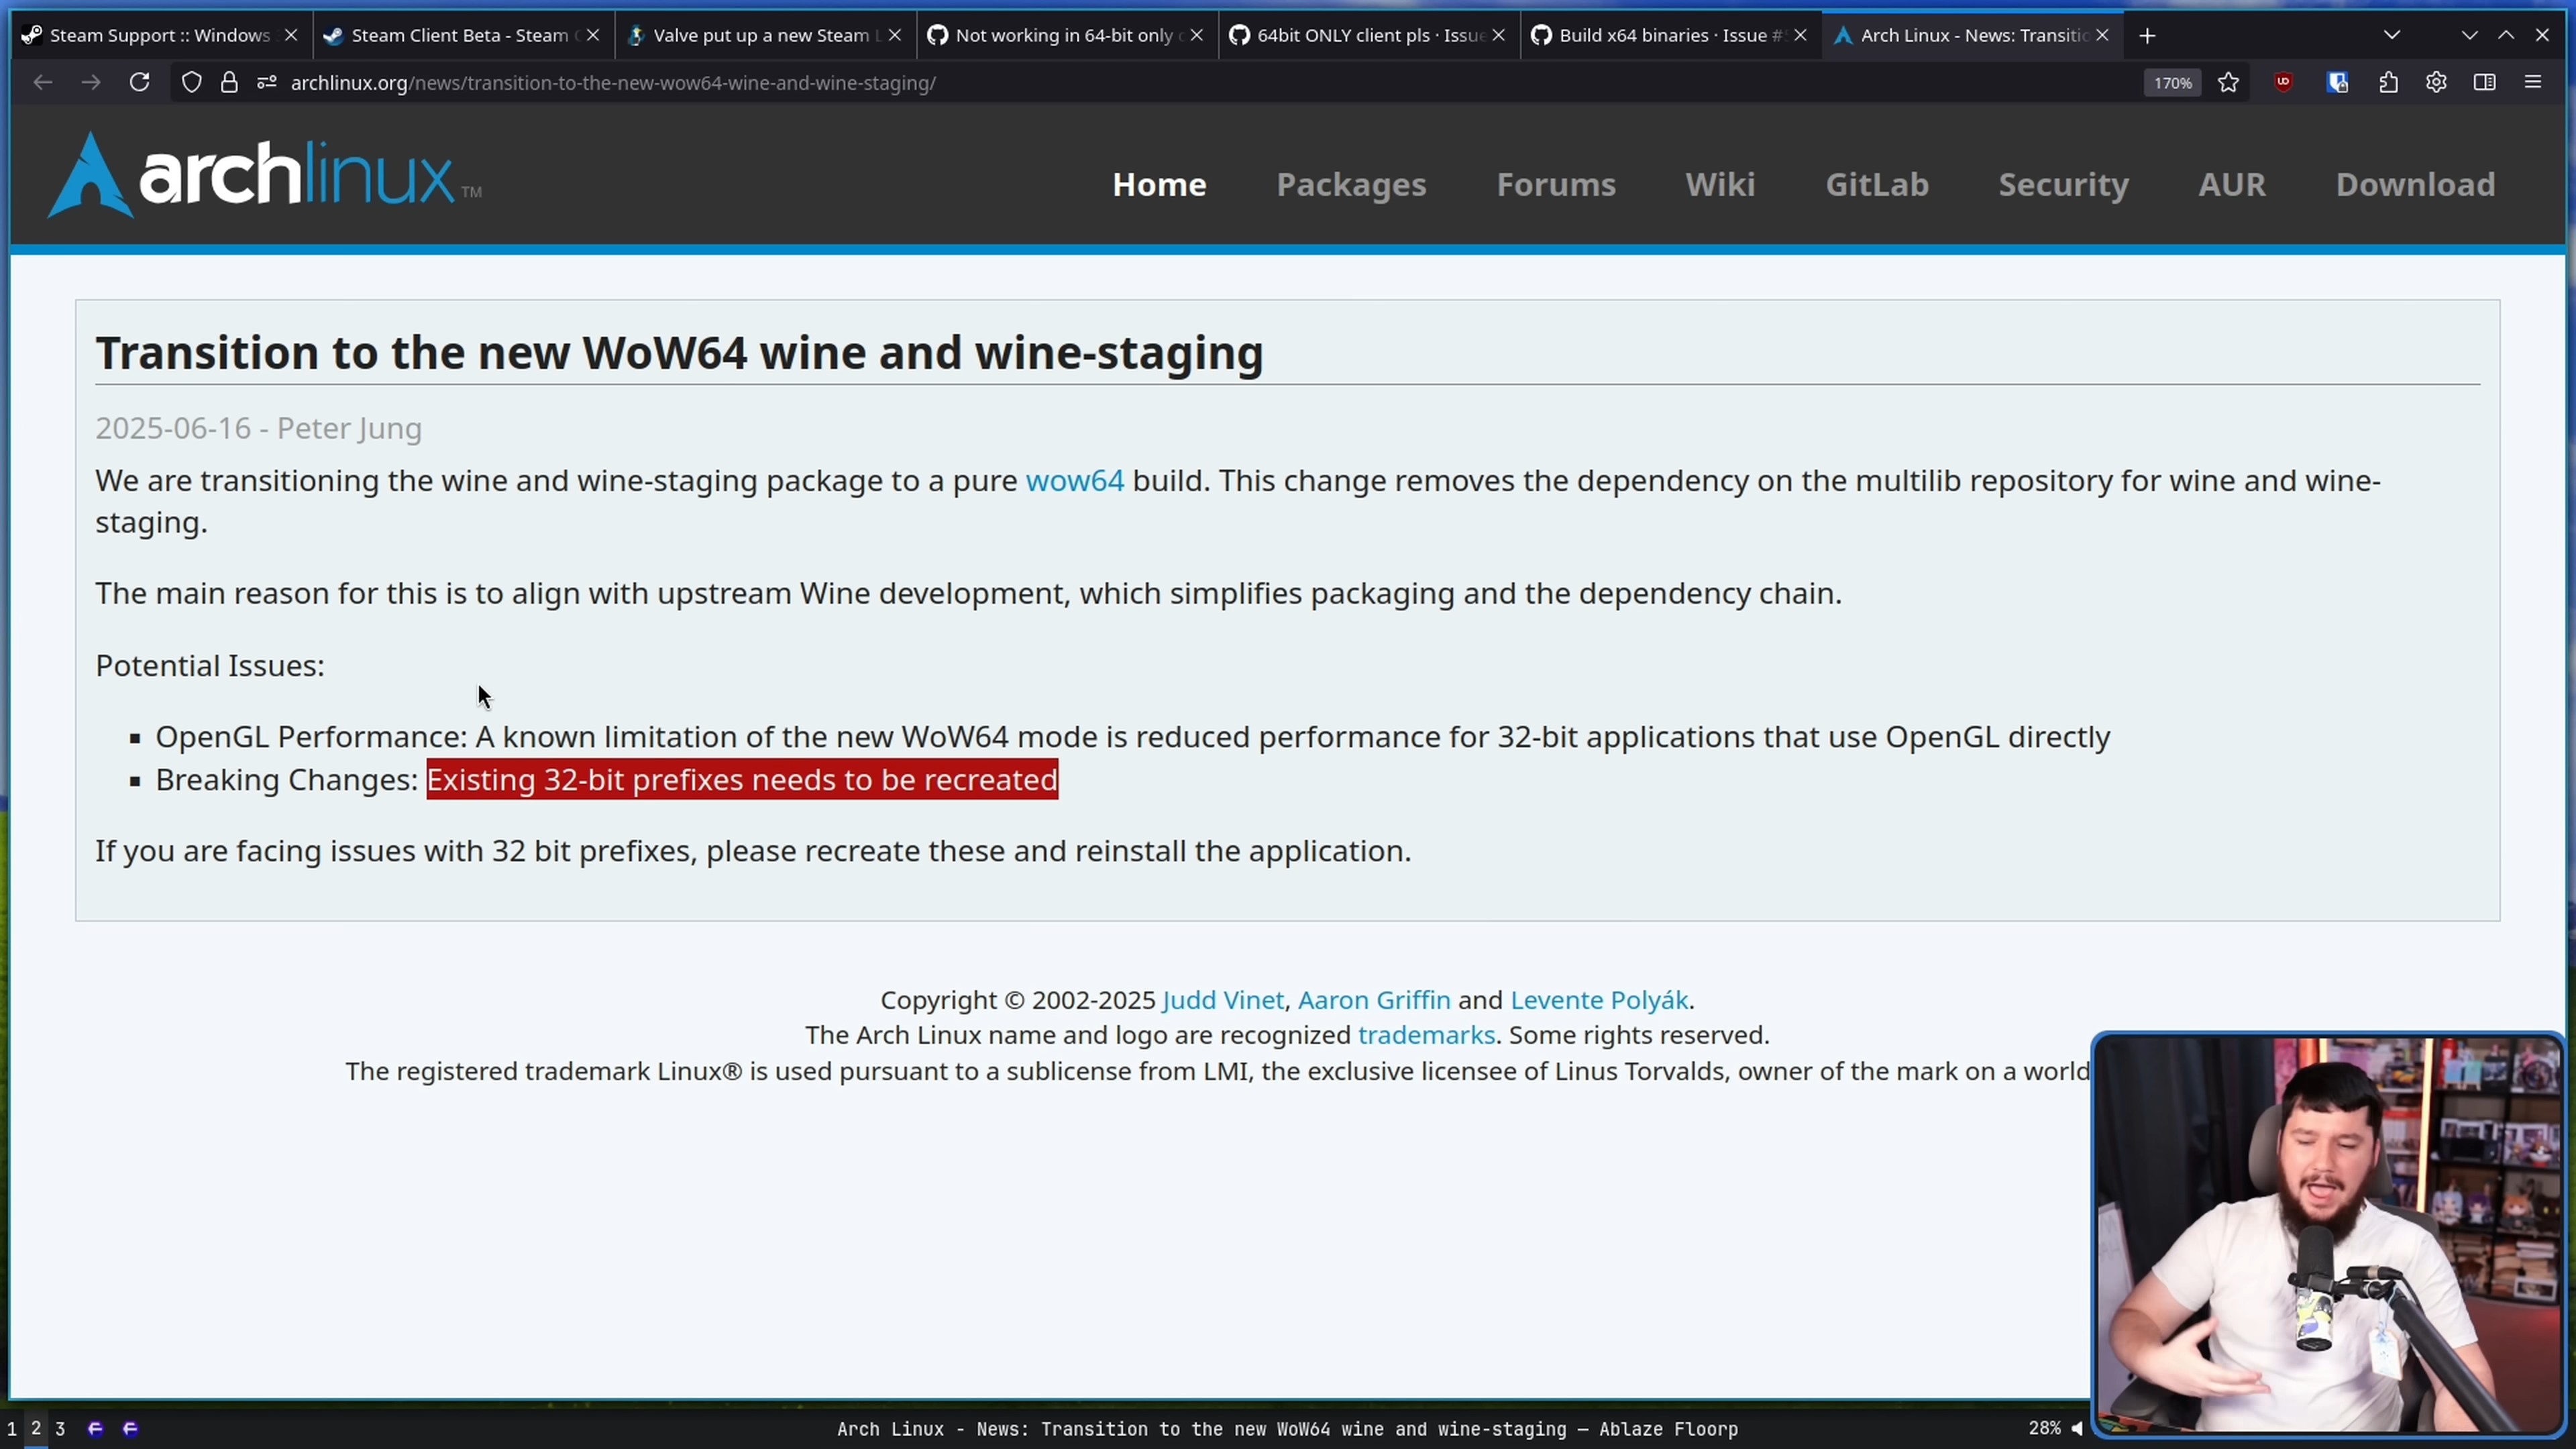 Steam Support :: Windows
Steam Client Beta - Steam
Valve put up a new Steam
Not working in 64-bit only
64bit ONLY client pls · Issue
Build x64 binaries · Issue #
Arch Linux - News: Transitio
archlinux.org/news/transition-to-the-new-wow64-wine-and-wine-staging/
170%
archlinux™
Home
Packages
Forums
Wiki
GitLab
Security
AUR
Download
Transition to the new WoW64 wine and wine-staging
2025-06-16 - Peter Jung
We are transitioning the wine and wine-staging package to a pure wow64 build. This change removes the dependency on the multilib repository for wine and wine-
staging.
The main reason for this is to align with upstream Wine development, which simplifies packaging and the dependency chain.
Potential Issues:
▪ OpenGL Performance: A known limitation of the new WoW64 mode is reduced performance for 32-bit applications that use OpenGL directly
▪ Breaking Changes: Existing 32-bit prefixes needs to be recreated
If you are facing issues with 32 bit prefixes, please recreate these and reinstall the application.
Copyright © 2002-2025 Judd Vinet, Aaron Griffin and Levente Polyák.
The Arch Linux name and logo are recognized trademarks. Some rights reserved.
The registered trademark Linux® is used pursuant to a sublicense from LMI, the exclusive licensee of Linus Torvalds, owner of the mark on a world
1 2 3
Arch Linux - News: Transition to the new WoW64 wine and wine-staging — Ablaze Floorp
28%